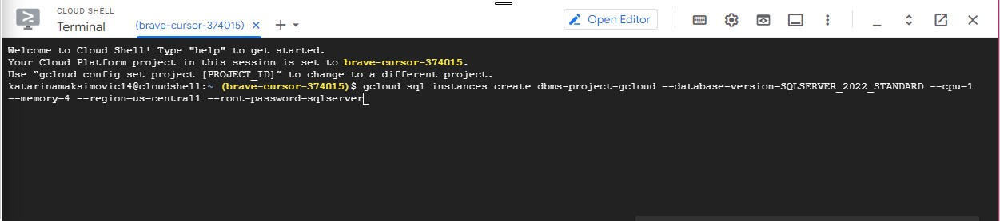 CLOUD SHELL
Terminal
(brave-cursor-374015)
Open Editor
Welcome to Cloud Shell! Type "help" to get started.
Your Cloud Platform project in this session is set to brave-cursor-374015.
Use “gcloud config set project [PROJECT_ID]” to change to a different project.
katarinamaksimovic14@cloudshell:~ (brave-cursor-374015)$ gcloud sql instances create dbms-project-gcloud --database-version=SQLSERVER_2022_STANDARD --cpu=1
--memory=4 --region=us-central1 --root-password=sqlserver